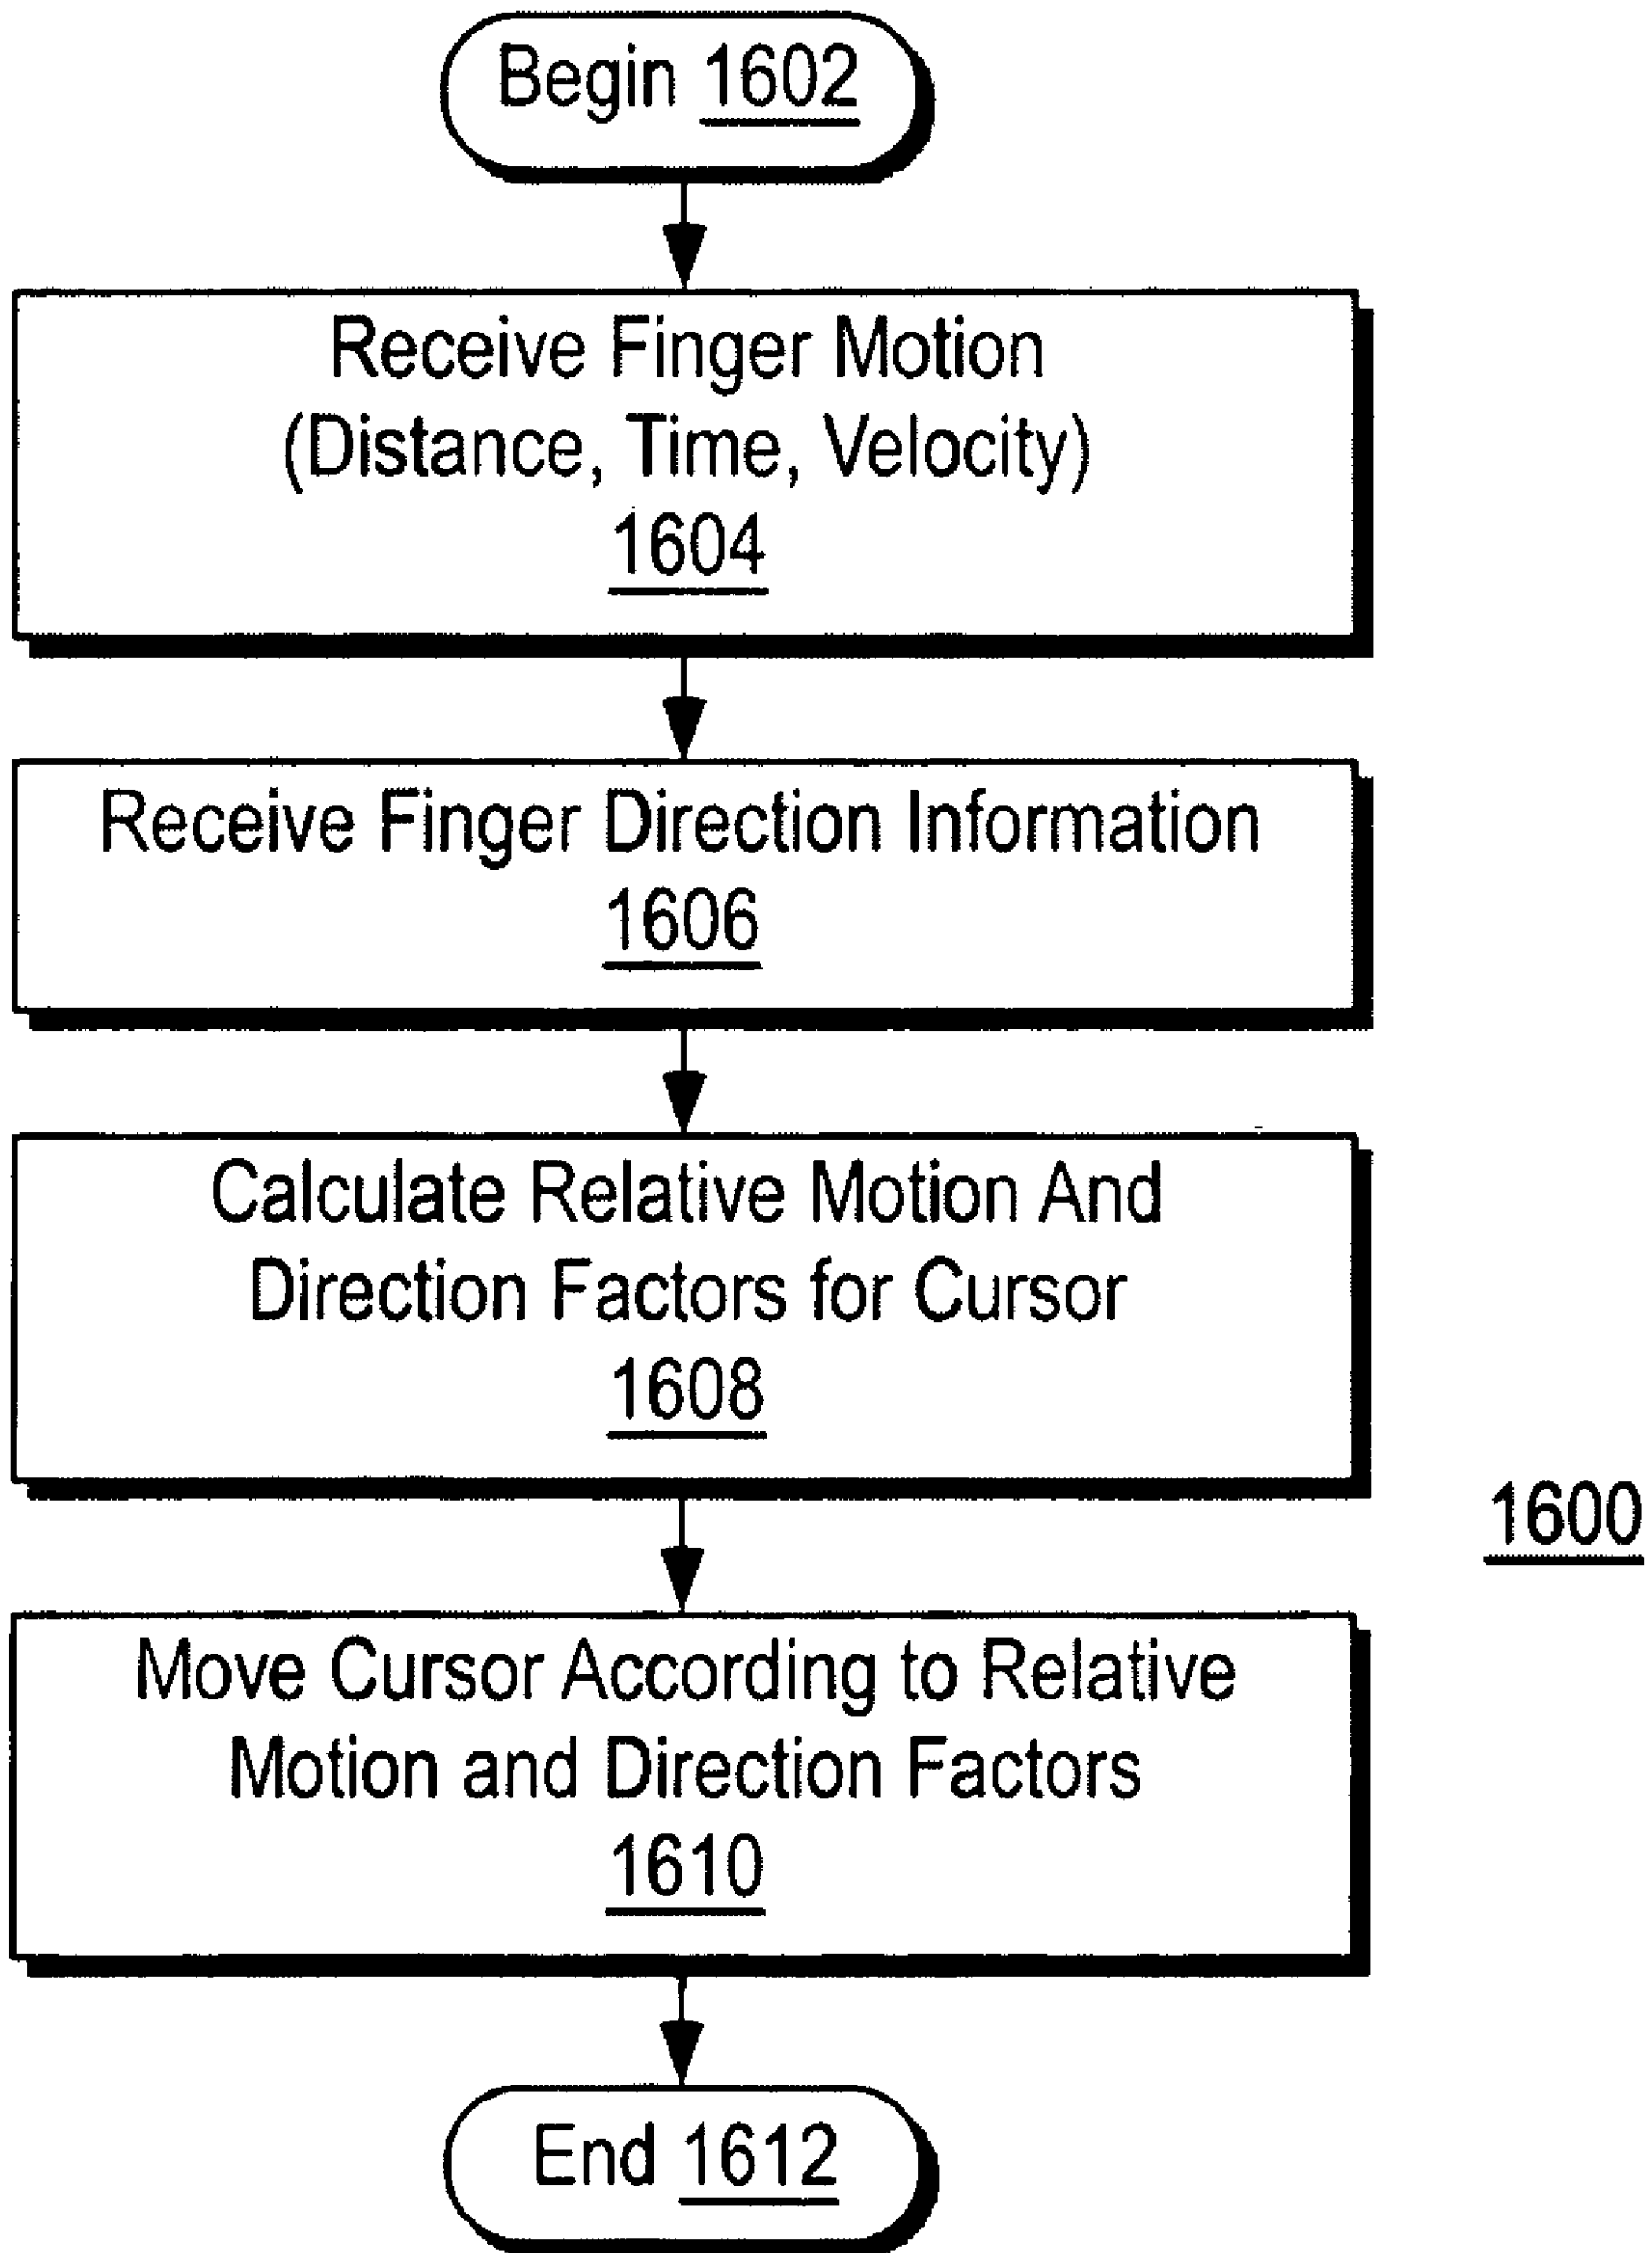 Begin 1602
Receive Finger Motion
(Distance, Time, Velocity)
1604
Receive Finger Direction Information
1606
Calculate Relative Motion And
Direction Factors for Cursor
1608
1600
Move Cursor According to Relative
Motion and Direction Factors
1610
End 1612